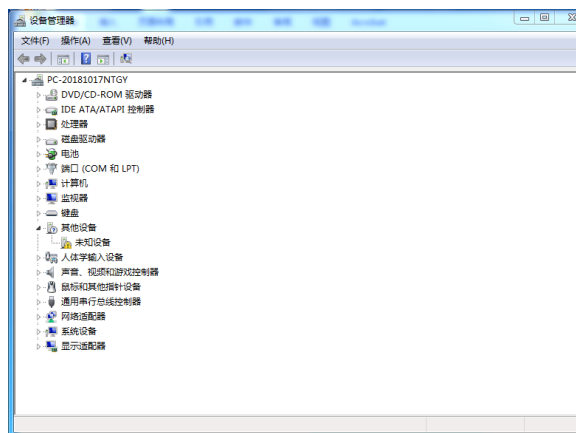 设备管理器
文件(F) 操作(A) 查看(V) 帮助(H)
PC-20181017NTGY
DVD/CD-ROM 驱动器
IDE ATA/ATAPI 控制器
处理器
磁盘驱动器
电池
端口 (COM 和 LPT)
计算机
监视器
键盘
其他设备
未知设备
人体学输入设备
声音、视频和游戏控制器
鼠标和其他指针设备
通用串行总线控制器
网络适配器
系统设备
显示适配器